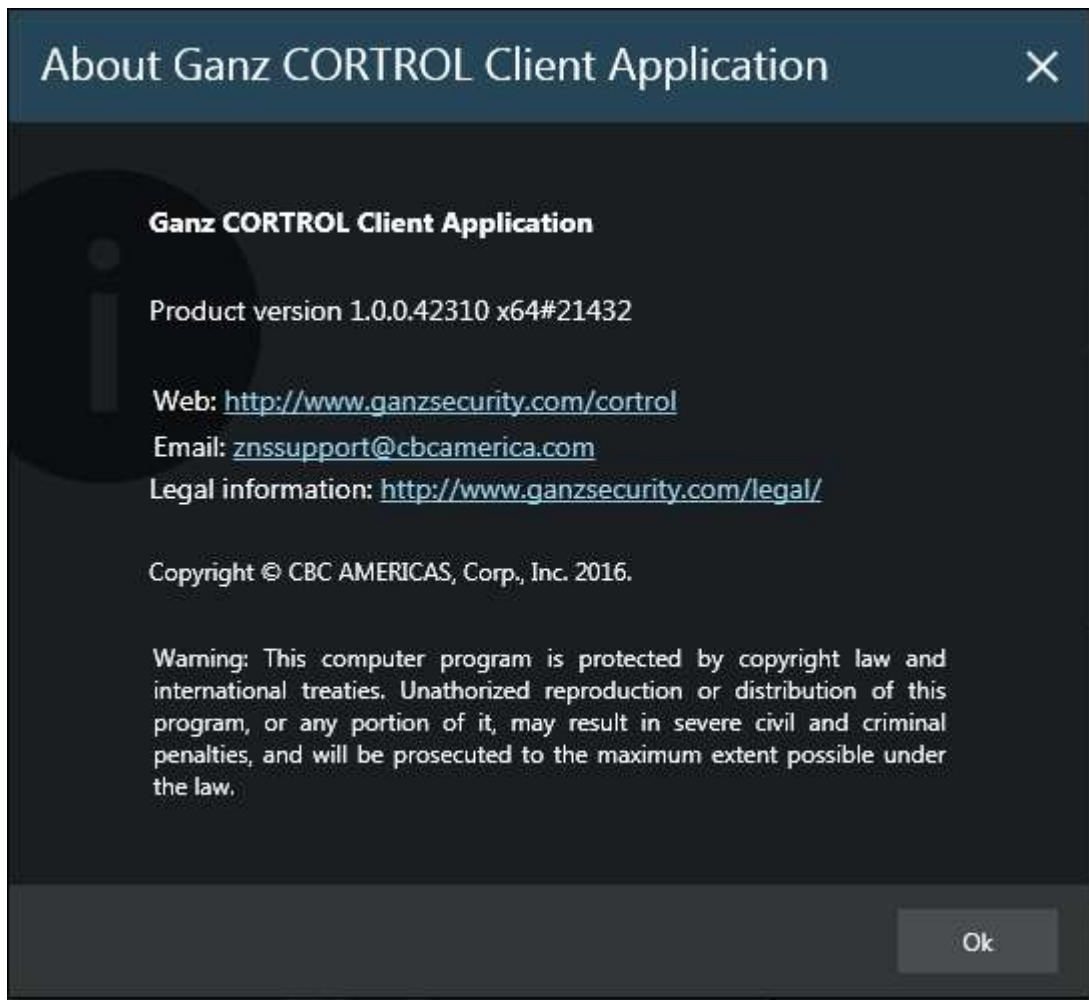 About Ganz CORTROL Client Application
Ganz CORTROL Client Application
Product version 1.0.0.42310 x64#21432
Web: http://www.ganzsecurity.com/cortrol
Email: znssupport@cbcamerica.com
Legal information: http://www.ganzsecurity.com/legal/
Copyright © CBC AMERICAS, Corp., Inc. 2016.
Warning: This computer program is protected by copyright law and
international treaties. Unathorized reproduction or distribution of this
program, or any portion of it, may result in severe civil and criminal
penalties, and will be prosecuted to the maximum extent possible under
the law.
Ok